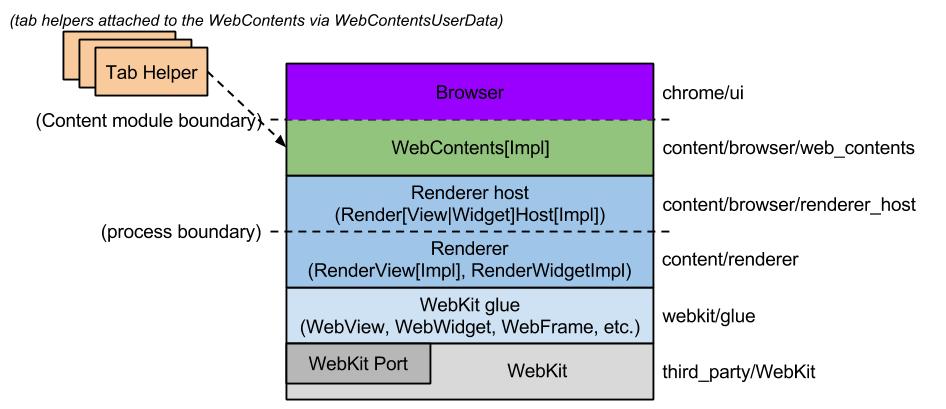 (tab helpers attached to the WebContents via WebContentsUserData)
Tab Helper
Browser
chrome/ui
(Content module boundary)
WebContents[Impl]
content/browser/web_contents
Renderer host
(Render[View|Widget]Host[Impl])
content/browser/renderer_host
(process boundary)
Renderer
(RenderView[Impl], RenderWidgetImpl)
content/renderer
WebKit glue
(WebView, WebWidget, WebFrame, etc.)
webkit/glue
WebKit Port
WebKit
third_party/WebKit